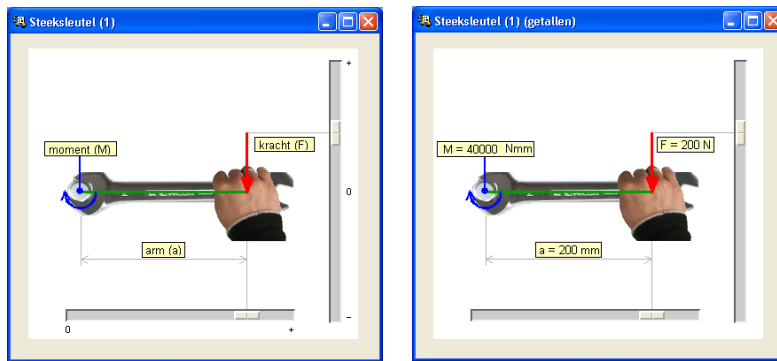 Steeksleutel (1)
+
kracht (F)
moment (M)
0
arm (a)
0
+
–
Steeksleutel (1) (getallen)
F = 200 N
M = 40000 Nmm
a = 200 mm